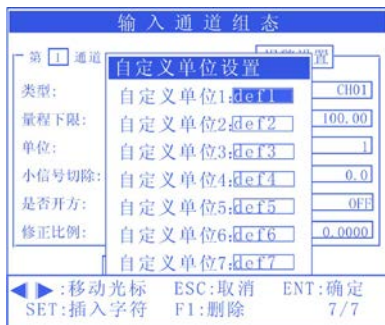 输入通道组态
第 1 通道
置
自定义单位设置
类型:
CH01
自定义单位1:def1
量程下限:
100.00
自定义单位2:def2
单位:
1
自定义单位3:def3
小信号切除:
0.0
自定义单位4:def4
是否开方:
OFF
自定义单位5:def5
修正比例:
0.0000
自定义单位6:def6
自定义单位7:def7
◀ ▶:移动光标 ESC:取消 ENT:确定
SET:插入字符 F1:删除 7/7